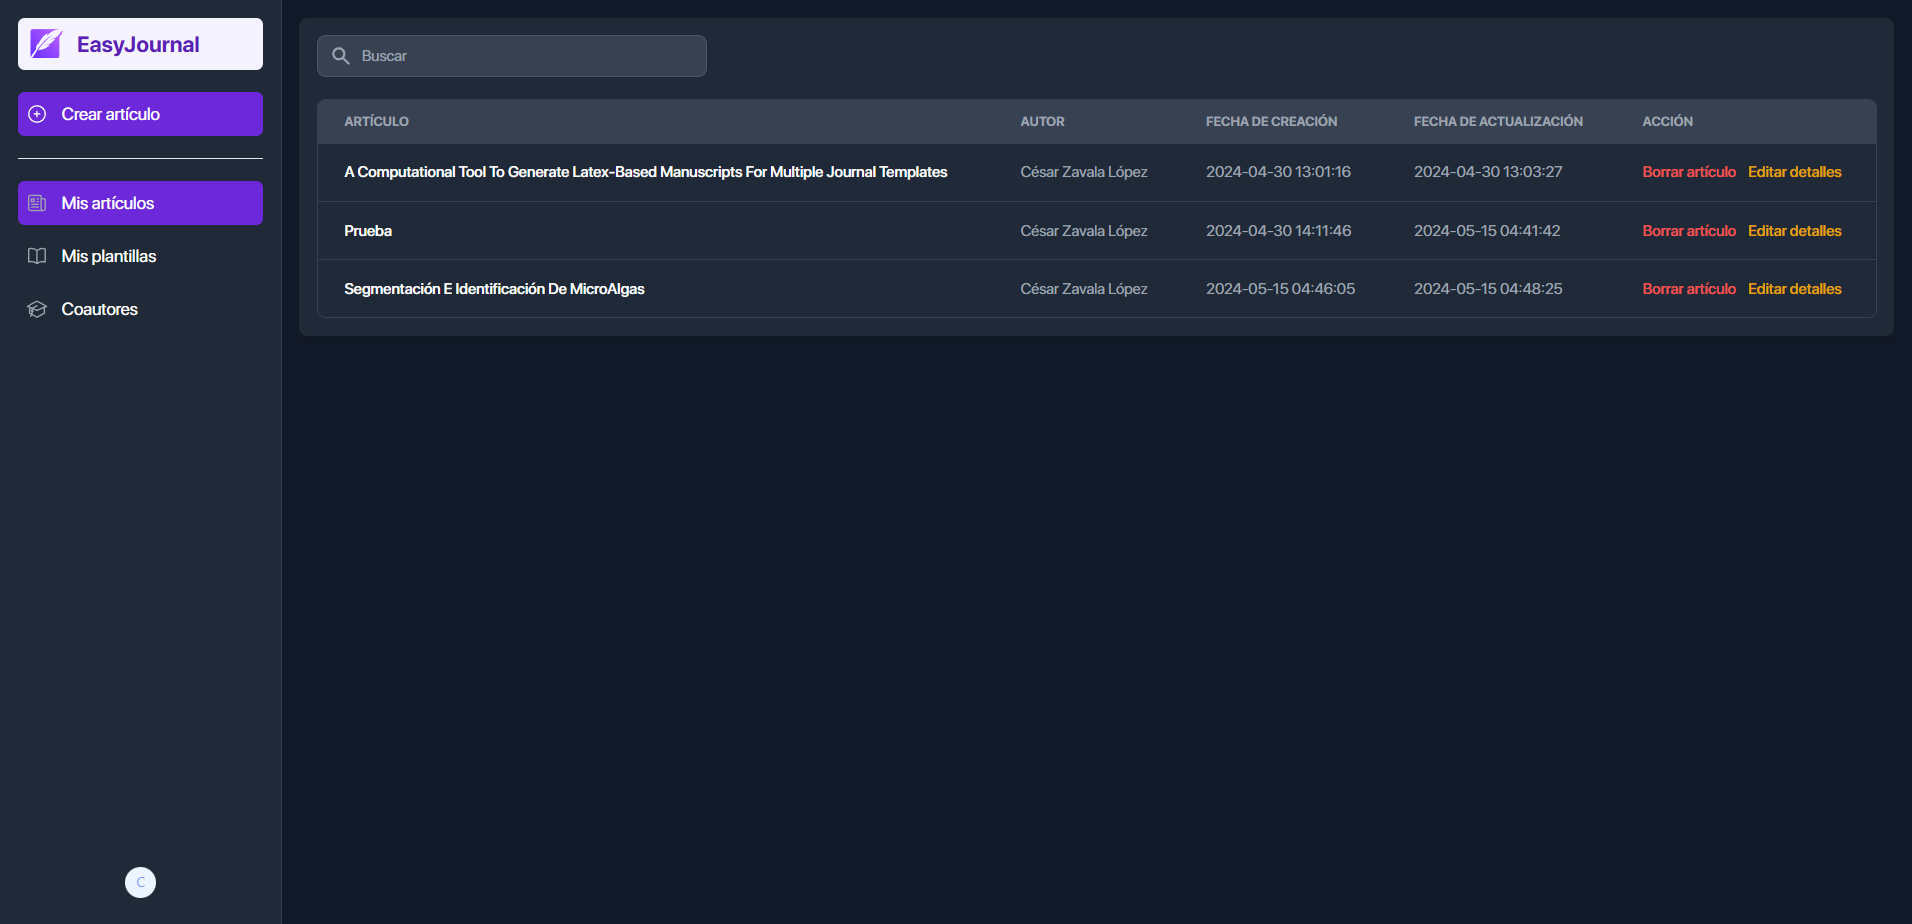 EasyJournal
Crear artículo
Mis artículos
Mis plantillas
Coautores
C
Buscar
ARTÍCULO AUTOR FECHA DE CREACIÓN FECHA DE ACTUALIZACIÓN ACCIÓN
A Computational Tool To Generate Latex-Based Manuscripts For Multiple Journal Templates César Zavala López 2024-04-30 13:01:16 2024-04-30 13:03:27 Borrar artículo Editar detalles
Prueba César Zavala López 2024-04-30 14:11:46 2024-05-15 04:41:42 Borrar artículo Editar detalles
Segmentación E Identificación De MicroAlgas César Zavala López 2024-05-15 04:46:05 2024-05-15 04:48:25 Borrar artículo Editar detalles